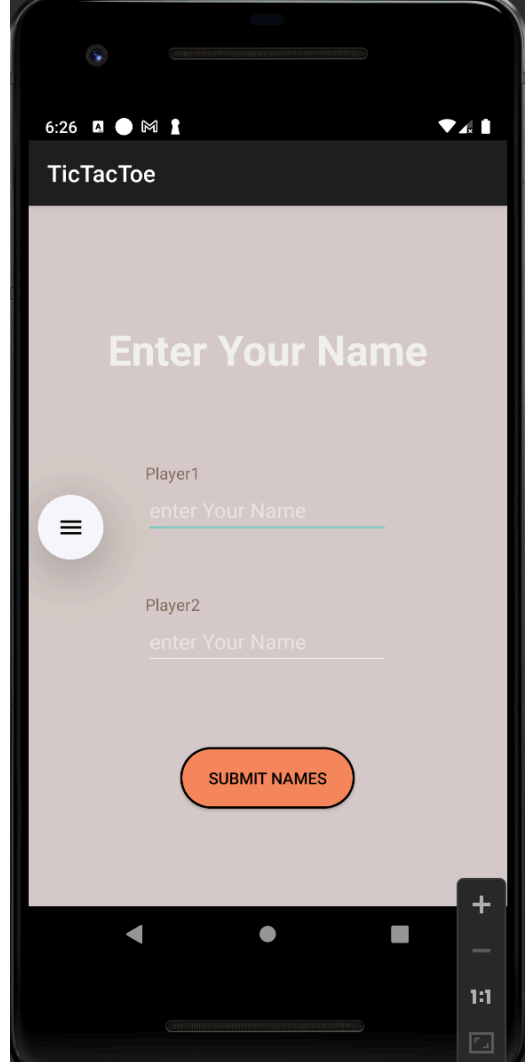 6:26
TicTacToe
Enter Your Name
Player1
enter Your Name
Player2
enter Your Name
SUBMIT NAMES
1:1